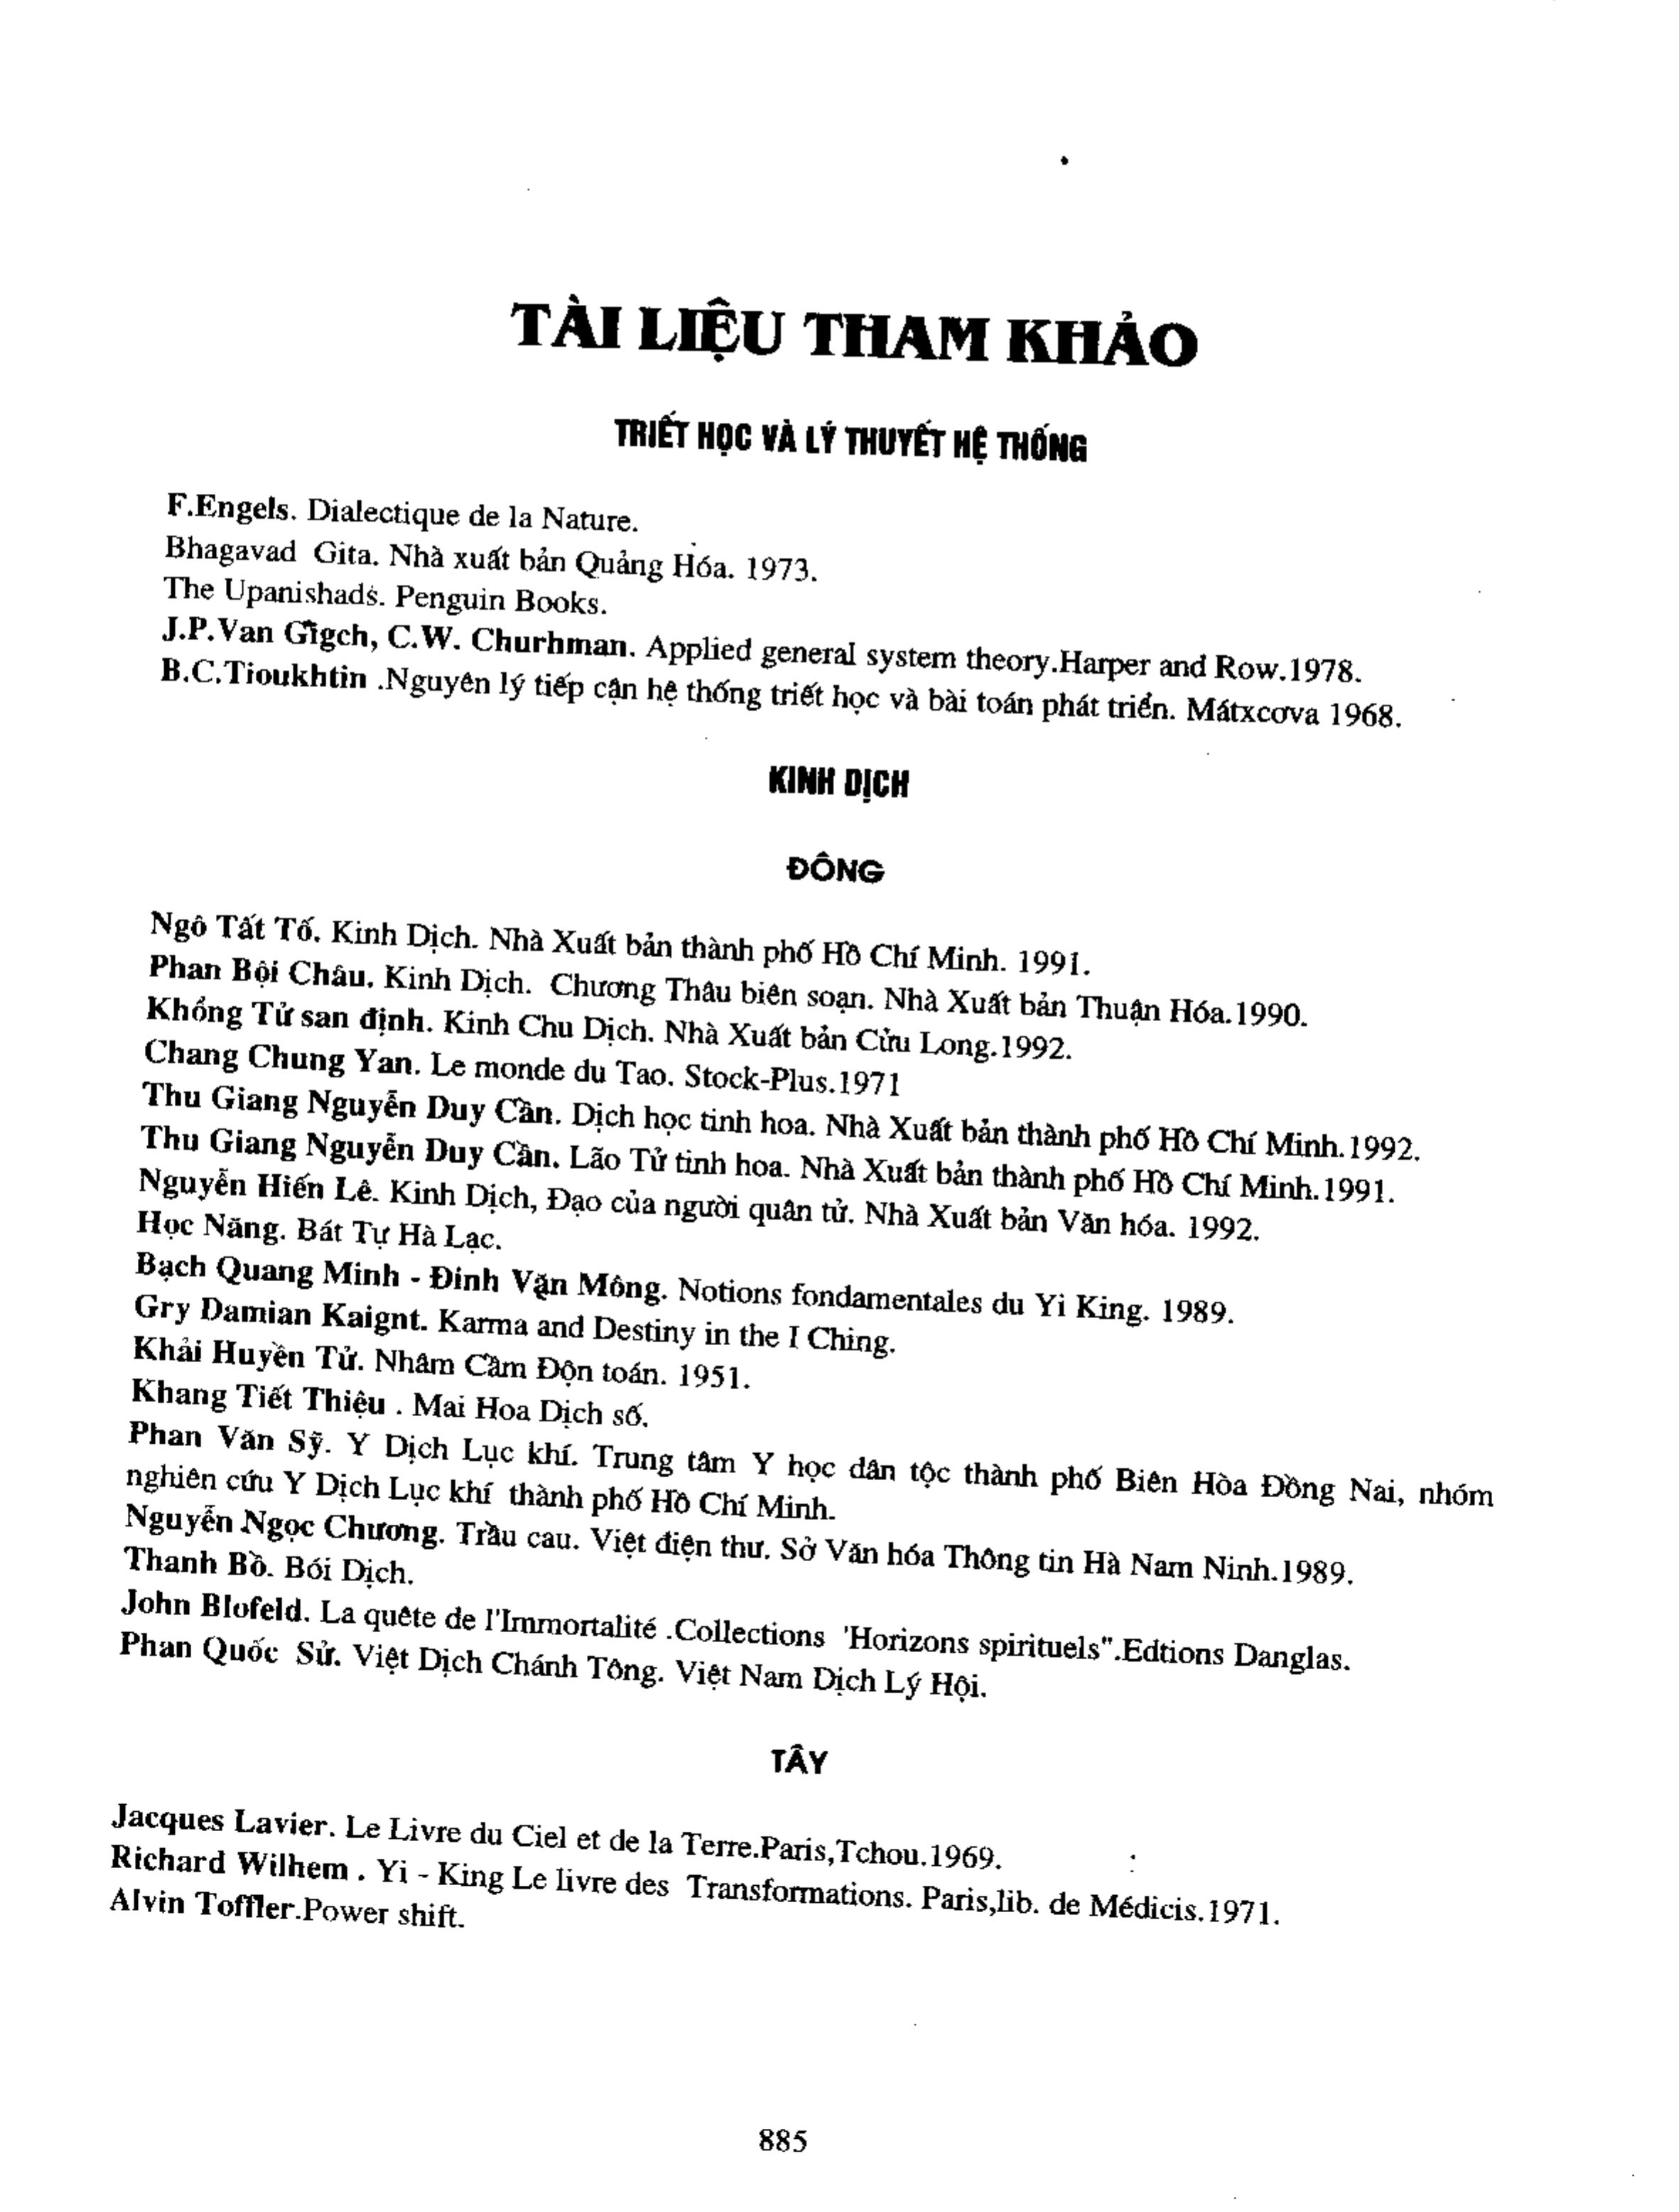 TÀI LIỆU THAM KHẢO
TRIẾT HỌC VÀ LÝ THUYẾT HỆ THỐNG
F.Engels. Dialectique de la Nature.
Bhagavad Gita. Nhà xuất bản Quảng Hóa. 1973.
The Upanishads. Penguin Books.
J.P.Van Gigch, C.W. Churhman. Applied general system theory.Harper and Row.1978.
B.C.Tioukhtin .Nguyên lý tiếp cận hệ thống triết học và bài toán phát triển. Mátxcơva 1968.
KINH DỊCH
ĐÔNG
Ngô Tất Tố. Kinh Dịch. Nhà Xuất bản thành phố Hồ Chí Minh. 1991.
Phan Bội Châu. Kinh Dịch. Chương Thâu biên soạn. Nhà Xuất bản Thuận Hóa.1990.
Khổng Tử san định. Kinh Chu Dịch. Nhà Xuất bản Cửu Long.1992.
Chang Chung Yan. Le monde du Tao. Stock-Plus.1971
Thu Giang Nguyễn Duy Cần. Dịch học tinh hoa. Nhà Xuất bản thành phố Hồ Chí Minh.1992.
Thu Giang Nguyễn Duy Cần. Lão Tử tinh hoa. Nhà Xuất bản thành phố Hồ Chí Minh.1991.
Nguyễn Hiến Lê. Kinh Dịch, Đạo của người quân tử. Nhà Xuất bản Văn hóa. 1992.
Học Năng. Bát Tự Hà Lạc.
Bạch Quang Minh - Đinh Vặn Mông. Notions fondamentales du Yi King. 1989.
Gry Damian Kaignt. Karma and Destiny in the I Ching.
Khải Huyền Tử. Nhâm Cầm Độn toán. 1951.
Khang Tiết Thiệu . Mai Hoa Dịch số.
Phan Văn Sỹ. Y Dịch Lục khí. Trung tâm Y học dân tộc thành phố Biên Hòa Đồng Nai, nhóm
nghiên cứu Y Dịch Lục khí thành phố Hồ Chí Minh.
Nguyễn Ngọc Chương. Trầu cau. Việt điện thư. Sở Văn hóa Thông tin Hà Nam Ninh.1989.
Thanh Bồ. Bói Dịch.
John Blofeld. La quête de l'Immortalité .Collections 'Horizons spirituels".Edtions Danglas.
Phan Quốc Sử. Việt Dịch Chánh Tông. Việt Nam Dịch Lý Hội.
TÂY
Jacques Lavier. Le Livre du Ciel et de la Terre.Paris,Tchou.1969.
Richard Wilhem . Yi - King Le livre des Transformations. Paris,lib. de Médicis.1971.
Alvin Toffler.Power shift.
885